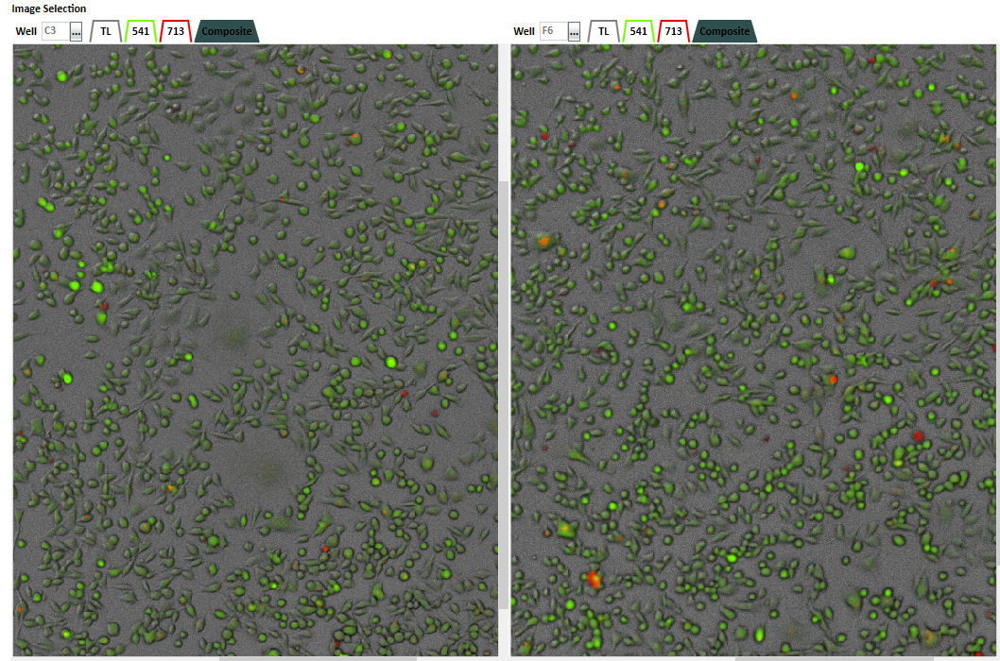 Image Selection
Well C3 ... TL 541 713 Composite
Well F6 ... TL 541 713 Composite